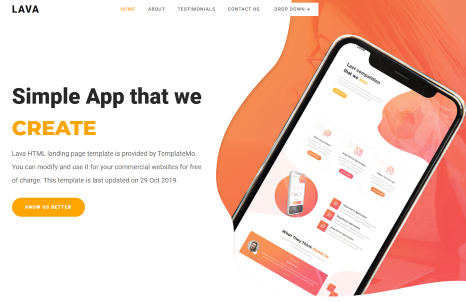 LAVA
HOME ABOUT TESTIMONIALS CONTACT US DROP DOWN +
Simple App that we
CREATE
Lava HTML landing page template is provided by TemplateMo.
You can modify and use it for your commercial websites for free
of charge. This template is last updated on 29 Oct 2019.
KNOW US BETTER
Last competition
that we
What They Think About Us